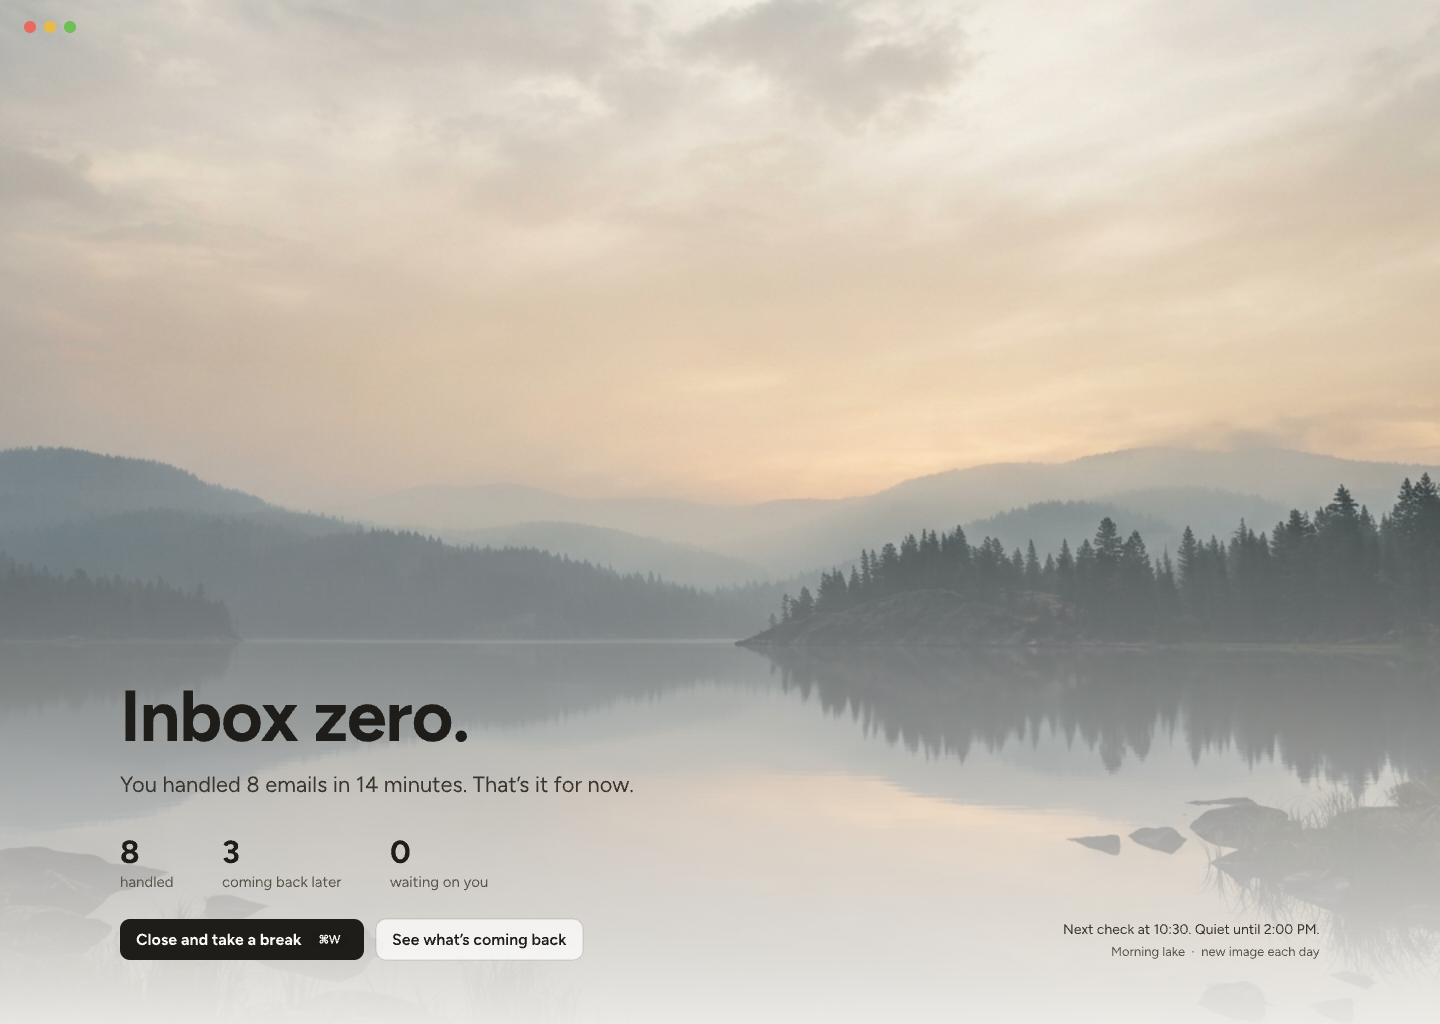 Inbox zero.
You handled 8 emails in 14 minutes. That’s it for now.
8 3 0
handled coming back later waiting on you
Close and take a break ⌘W See what’s coming back
Next check at 10:30. Quiet until 2:00 PM.
Morning lake · new image each day